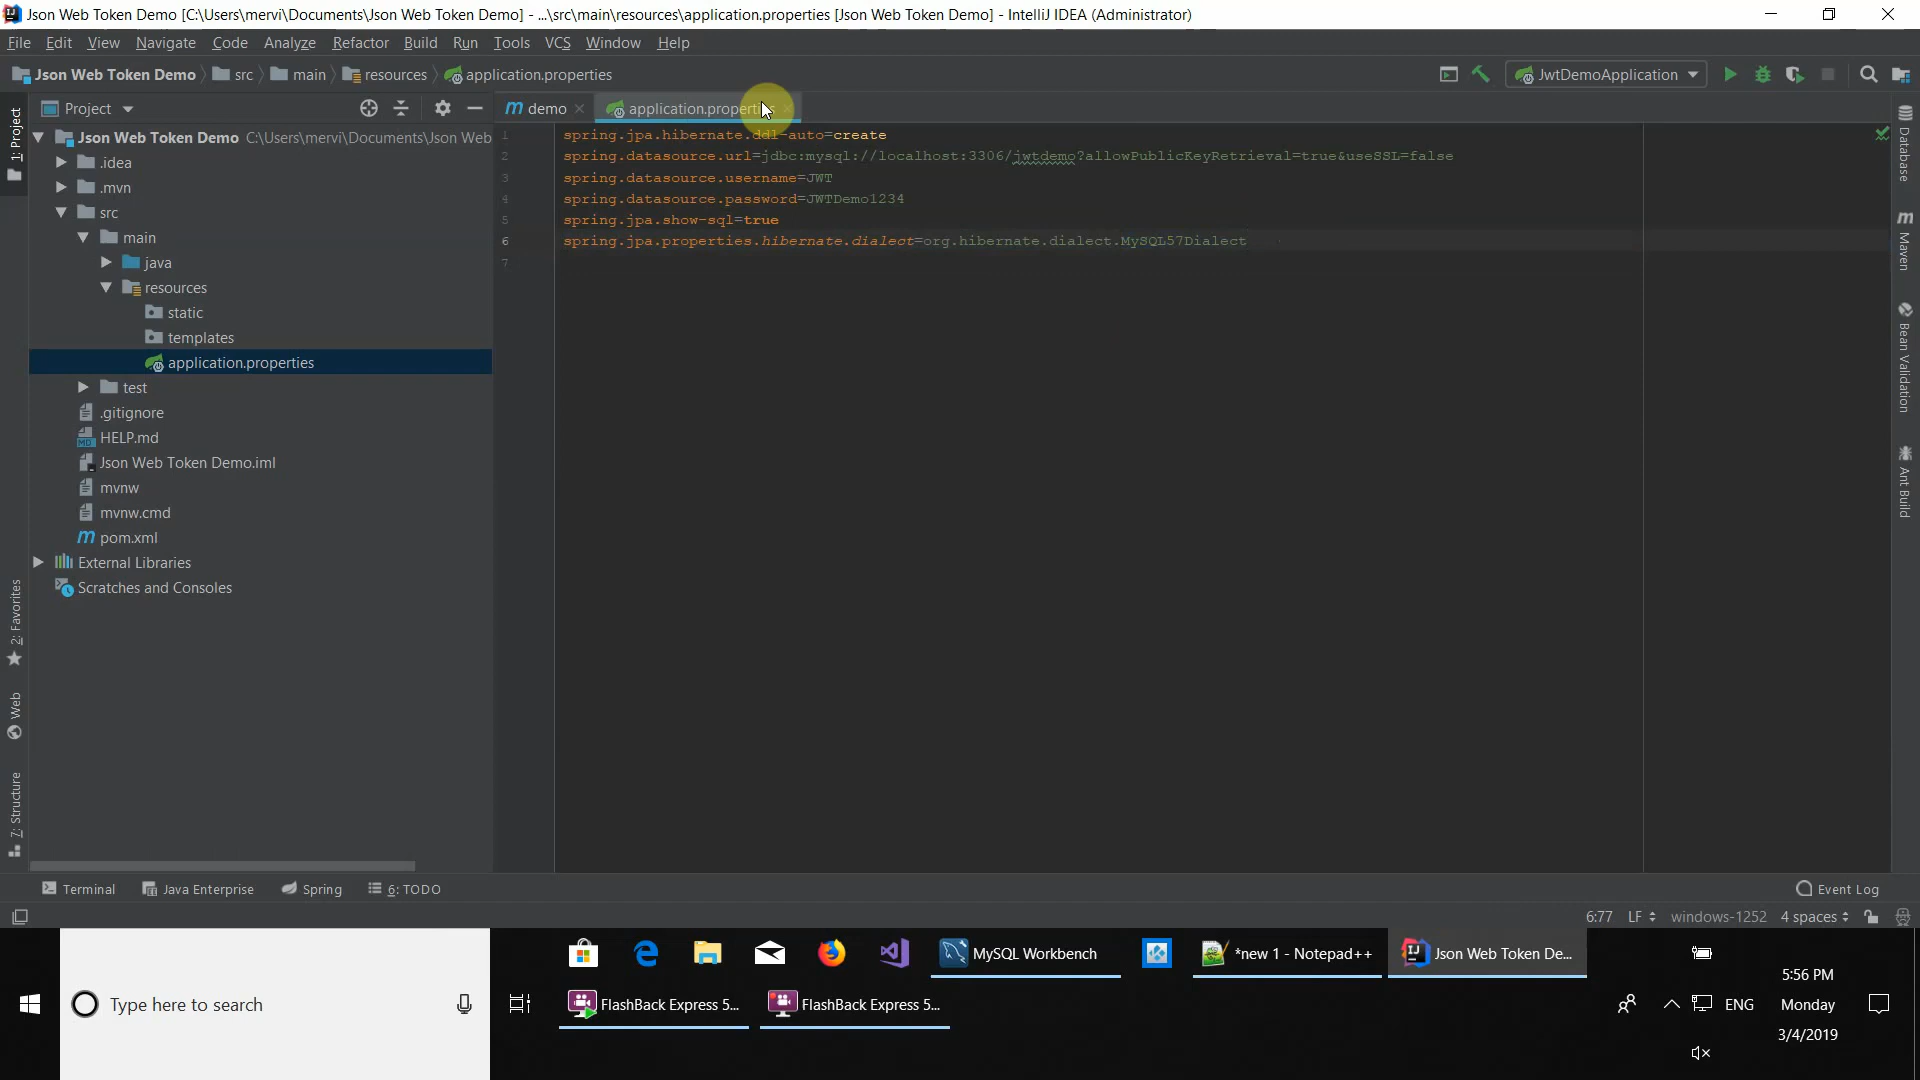 Json Web Token Demo [C:\Users\mervi\Documents\Json Web Token Demo] - ...\src\main\resources\application.properties [Json Web Token Demo] - IntelliJ IDEA (Administrator)
File Edit View Navigate Code Analyze Refactor Build Run Tools VCS Window Help
Json Web Token Demo src main resources application.properties JwtDemoApplication
Project demo application.properties
1: Project
Json Web Token Demo C:\Users\mervi\Documents\Json Web
.idea
.mvn
src
main
java
resources
static
templates
application.properties
test
.gitignore
HELP.md
Json Web Token Demo.iml
mvnw
mvnw.cmd
pom.xml
External Libraries
Scratches and Consoles
1 spring.jpa.hibernate.ddl-auto=create
2 spring.datasource.url=jdbc:mysql://localhost:3306/jwtdemo?allowPublicKeyRetrieval=true&useSSL=false
3 spring.datasource.username=JWT
4 spring.datasource.password=JWTDemo1234
5 spring.jpa.show-sql=true
6 spring.jpa.properties.hibernate.dialect=org.hibernate.dialect.MySQL57Dialect
7
Database
Maven
Bean Validation
Ant Build
2: Favorites
Web
7: Structure
Terminal Java Enterprise Spring 6: TODO Event Log
6:77 LF windows-1252 4 spaces
Type here to search
MySQL Workbench *new 1 - Notepad++ Json Web Token De...
FlashBack Express 5... FlashBack Express 5...
ENG
5:56 PM
Monday
3/4/2019